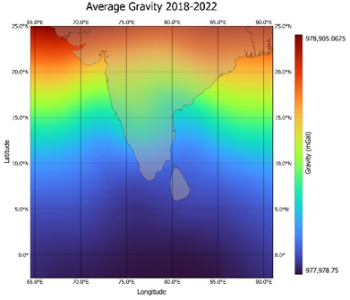 Average Gravity 2018-2022
65.0°E 70.0°E 75.0°E 80.0°E 85.0°E 90.0°E
25.0°N 25.0°N
978,905.0675
20.0°N 20.0°N
15.0°N 15.0°N
Latitude
Gravity (mGal)
10.0°N 10.0°N
5.0°N 5.0°N
0.0° 0.0°
977,978.75
65.0°E 70.0°E 75.0°E 80.0°E 85.0°E 90.0°E
Longitude